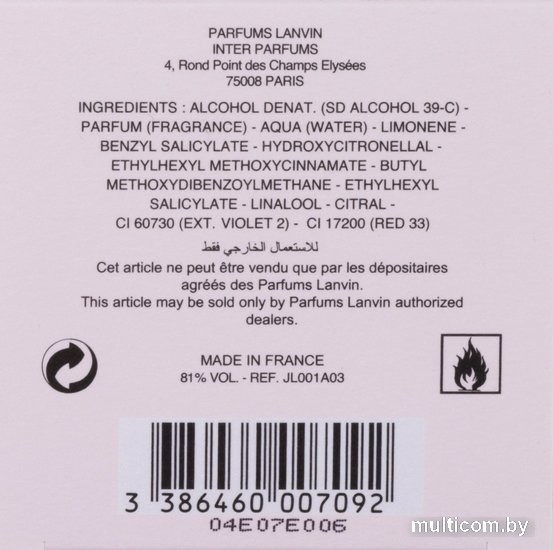 PARFUMS LANVIN
INTER PARFUMS
4, Rond Point des Champs Elysées
75008 PARIS
INGREDIENTS : ALCOHOL DENAT. (SD ALCOHOL 39-C) -
PARFUM (FRAGRANCE) - AQUA (WATER) - LIMONENE -
BENZYL SALICYLATE - HYDROXYCITRONELLAL -
ETHYLHEXYL METHOXYCINNAMATE - BUTYL
METHOXYDIBENZOYLMETHANE - ETHYLHEXYL
SALICYLATE - LINALOOL - CITRAL -
CI 60730 (EXT. VIOLET 2) - CI 17200 (RED 33)
للاستعمال الخارجي فقط
Cet article ne peut être vendu que par les dépositaires
agréés des Parfums Lanvin.
This article may be sold only by Parfums Lanvin authorized
dealers.
MADE IN FRANCE
81% VOL. - REF. JL001A03
3 386460 007092
04E07E006
multicom.by